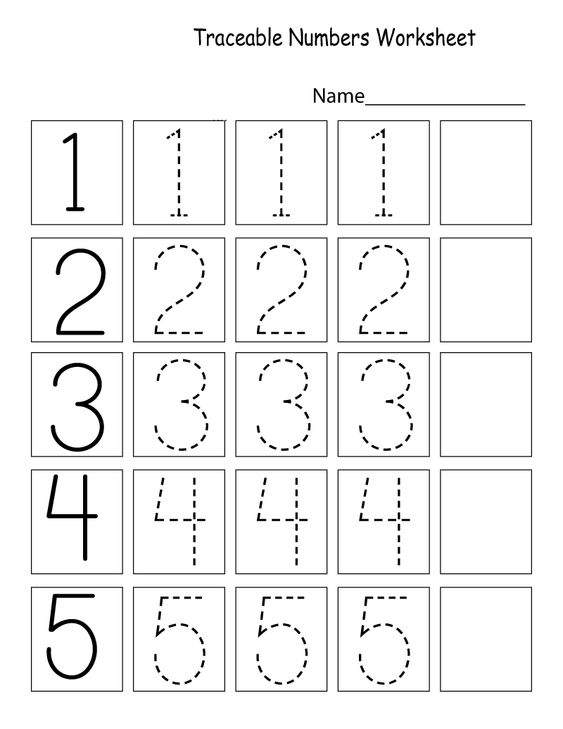 Traceable Numbers Worksheet
Name________________
1 1 1 1
2 2 2 2
3 3 3 3
4 4 4 4
5 5 5 5